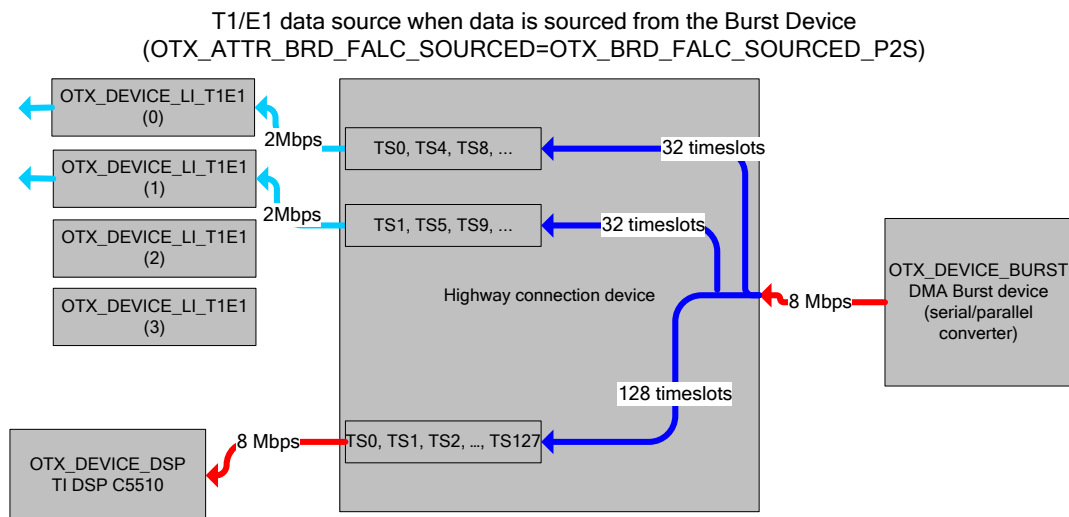 T1/E1 data source when data is sourced from the Burst Device
(OTX_ATTR_BRD_FALC_SOURCED=OTX_BRD_FALC_SOURCED_P2S)
OTX_DEVICE_LI_T1E1
(0)
2Mbps
TS0, TS4, TS8, ...
32 timeslots
OTX_DEVICE_LI_T1E1
(1)
2Mbps
TS1, TS5, TS9, ...
32 timeslots
OTX_DEVICE_LI_T1E1
(2)
OTX_DEVICE_LI_T1E1
(3)
Highway connection device
8 Mbps
OTX_DEVICE_BURST
DMA Burst device
(serial/parallel
converter)
128 timeslots
TS0, TS1, TS2, ..., TS127
8 Mbps
OTX_DEVICE_DSP
TI DSP C5510